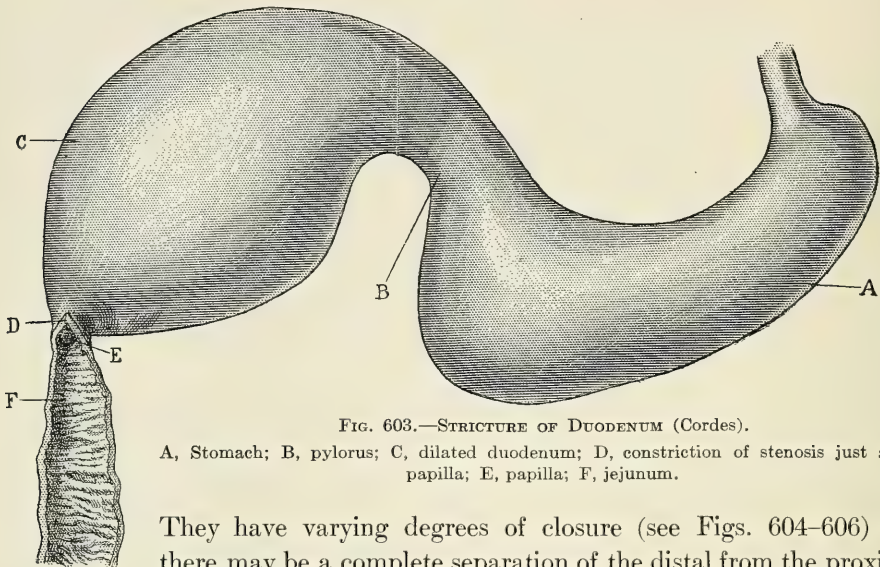 C
B
A
D
E
F
FIG. 603.—STRICTURE OF DUODENUM (Cordes).
A, Stomach; B, pylorus; C, dilated duodenum; D, constriction of stenosis just
papilla; E, papilla; F, jejunum.
They have varying degrees of closure (see Figs. 604–606)
there may be a complete separation of the distal from the